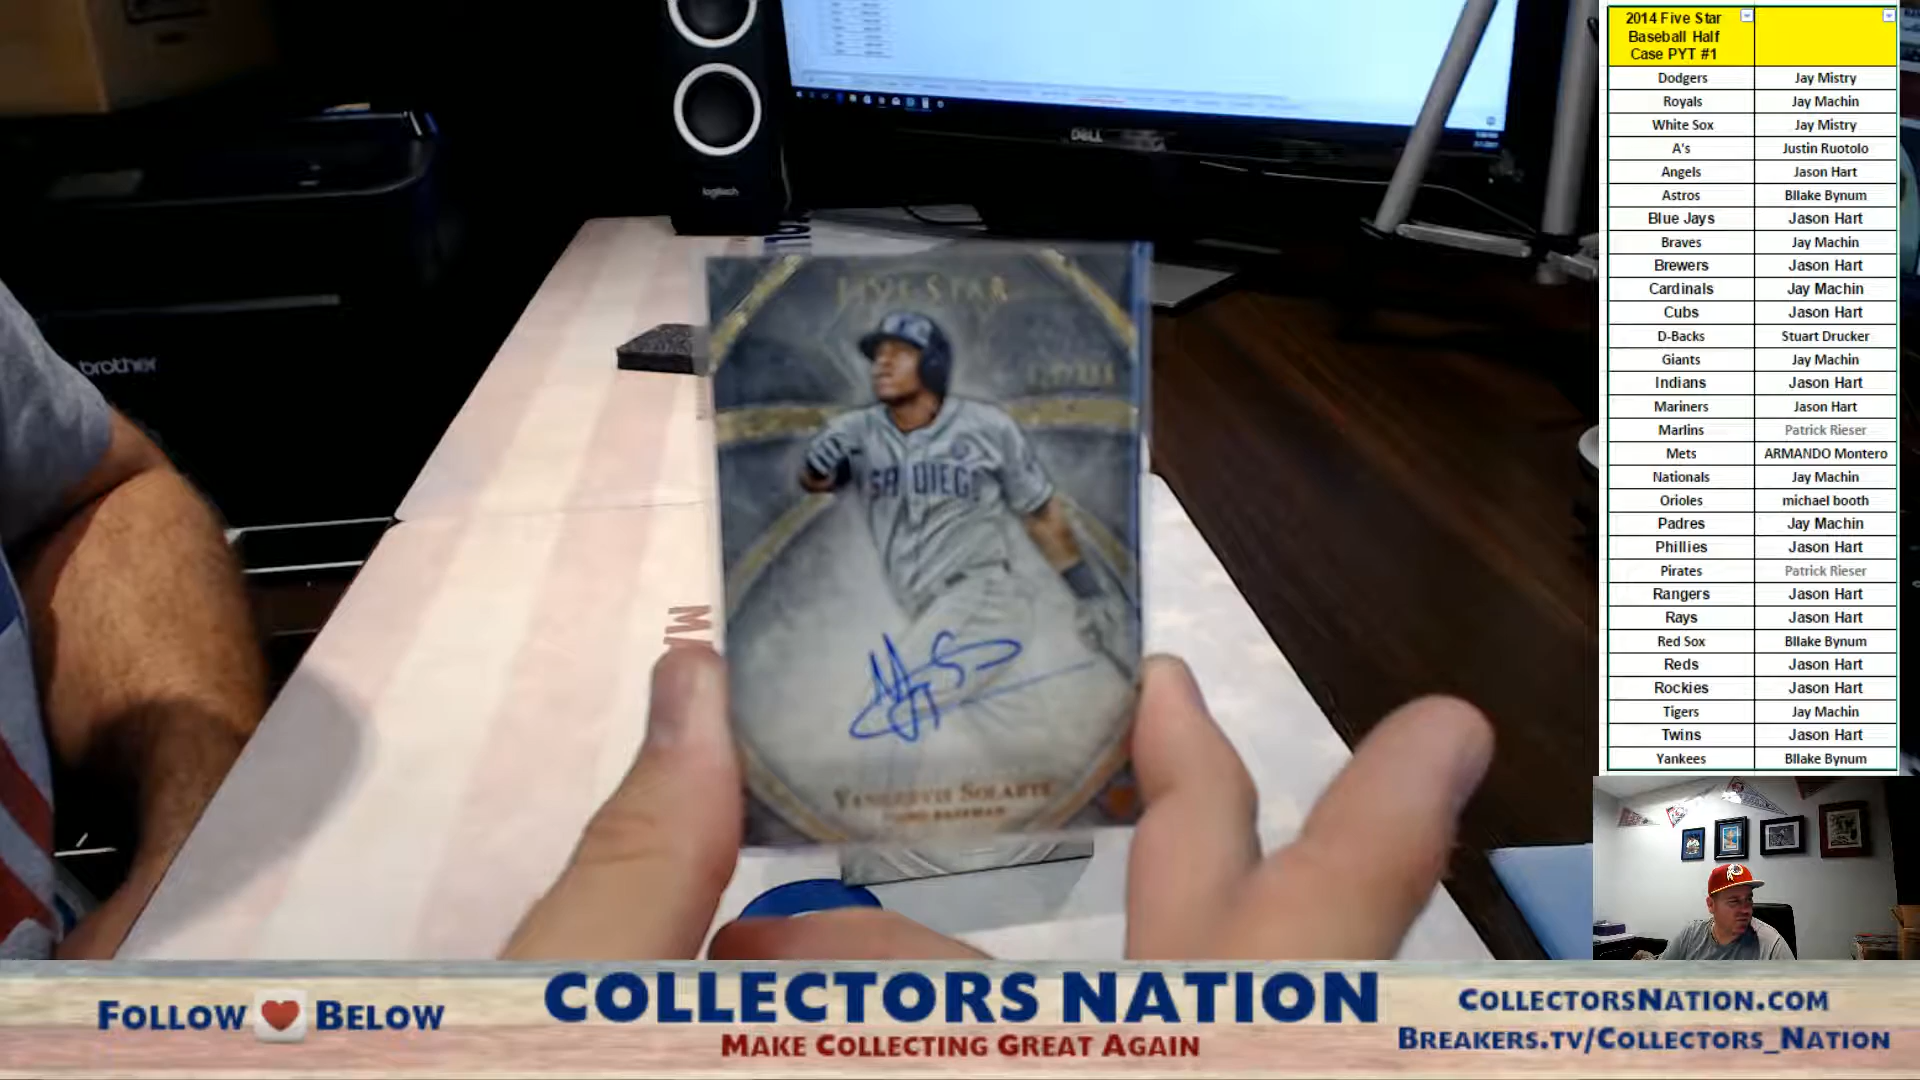 2014 Five Star
Baseball Half
Case PYT #1
Dodgers Jay Mistry
Royals Jay Machin
White Sox Jay Mistry
A's Justin Ruotolo
Angels Jason Hart
Astros Bllake Bynum
Blue Jays Jason Hart
Braves Jay Machin
Brewers Jason Hart
Cardinals Jay Machin
Cubs Jason Hart
D-Backs Stuart Drucker
Giants Jay Machin
Indians Jason Hart
Mariners Jason Hart
Marlins Patrick Rieser
Mets ARMANDO Montero
Nationals Jay Machin
Orioles michael booth
Padres Jay Machin
Phillies Jason Hart
Pirates Patrick Rieser
Rangers Jason Hart
Rays Jason Hart
Red Sox Bllake Bynum
Reds Jason Hart
Rockies Jason Hart
Tigers Jay Machin
Twins Jason Hart
Yankees Bllake Bynum
DELL
logitech
brother
FIVE STAR
SAN DIEGO
MA
YANGERVIS SOLARTE
FOLLOW BELOW
COLLECTORS NATION
MAKE COLLECTING GREAT AGAIN
COLLECTORSNATION.COM
BREAKERS.TV/COLLECTORS_NATION